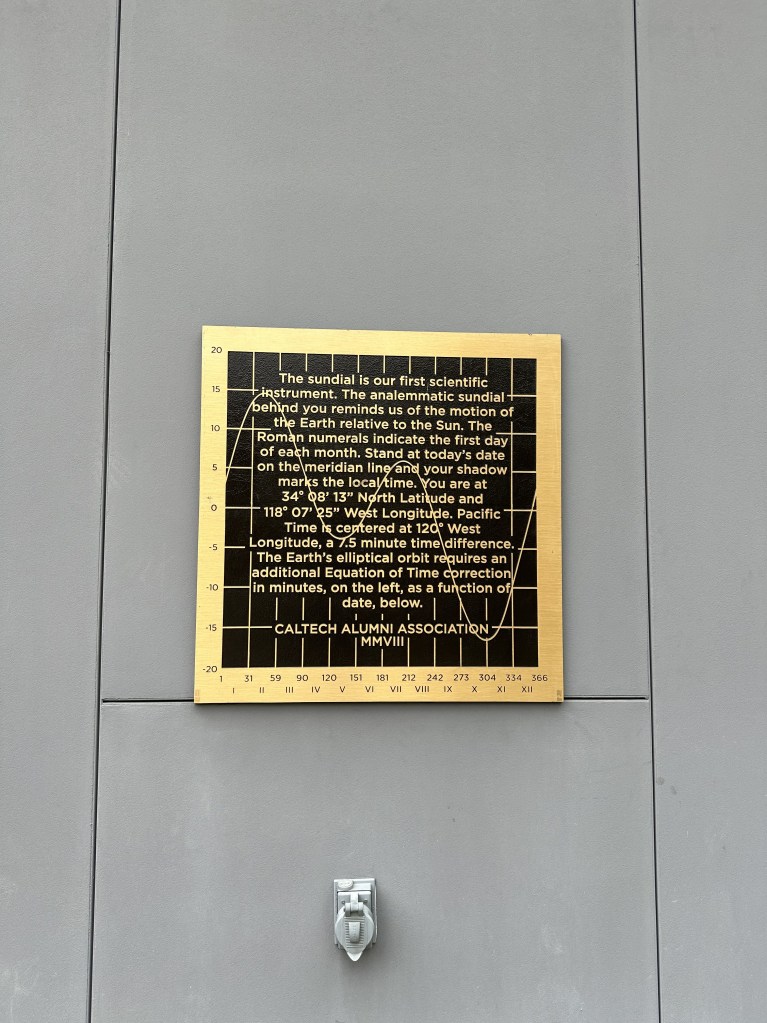 20
15
10
5
0
-5
-10
-15
-20
The sundial is our first scientific
instrument. The analemmatic sundial
behind you reminds us of the motion of
the Earth relative to the Sun. The
Roman numerals indicate the first day
of each month. Stand at today's date
on the meridian line and your shadow
marks the local time. You are at
34° 08' 13" North Latitude and
118° 07' 25" West Longitude. Pacific
Time is centered at 120° West
Longitude, a 7.5 minute time difference.
The Earth's elliptical orbit requires an
additional Equation of Time correction
in minutes, on the left, as a function of
date, below.
CALTECH ALUMNI ASSOCIATION
MMVIII
1 31 59 90 120 151 181 212 242 273 304 334 366
I II III IV V VI VII VIII IX X XI XII